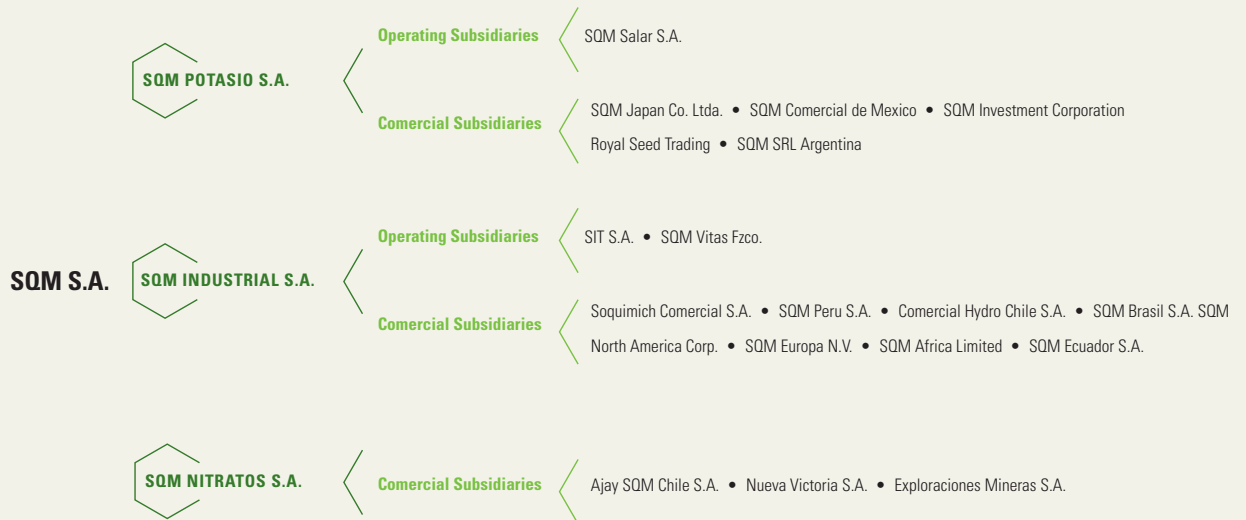 SQM S.A.
SQM POTASIO S.A.
Operating Subsidiaries
SQM Salar S.A.
Comercial Subsidiaries
SQM Japan Co. Ltda. • SQM Comercial de Mexico • SQM Investment Corporation
Royal Seed Trading • SQM SRL Argentina
SQM INDUSTRIAL S.A.
Operating Subsidiaries
SIT S.A. • SQM Vitas Fzco.
Comercial Subsidiaries
Soquimich Comercial S.A. • SQM Peru S.A. • Comercial Hydro Chile S.A. • SQM Brasil S.A. SQM
North America Corp. • SQM Europa N.V. • SQM Africa Limited • SQM Ecuador S.A.
SQM NITRATOS S.A.
Comercial Subsidiaries
Ajay SQM Chile S.A. • Nueva Victoria S.A. • Exploraciones Mineras S.A.